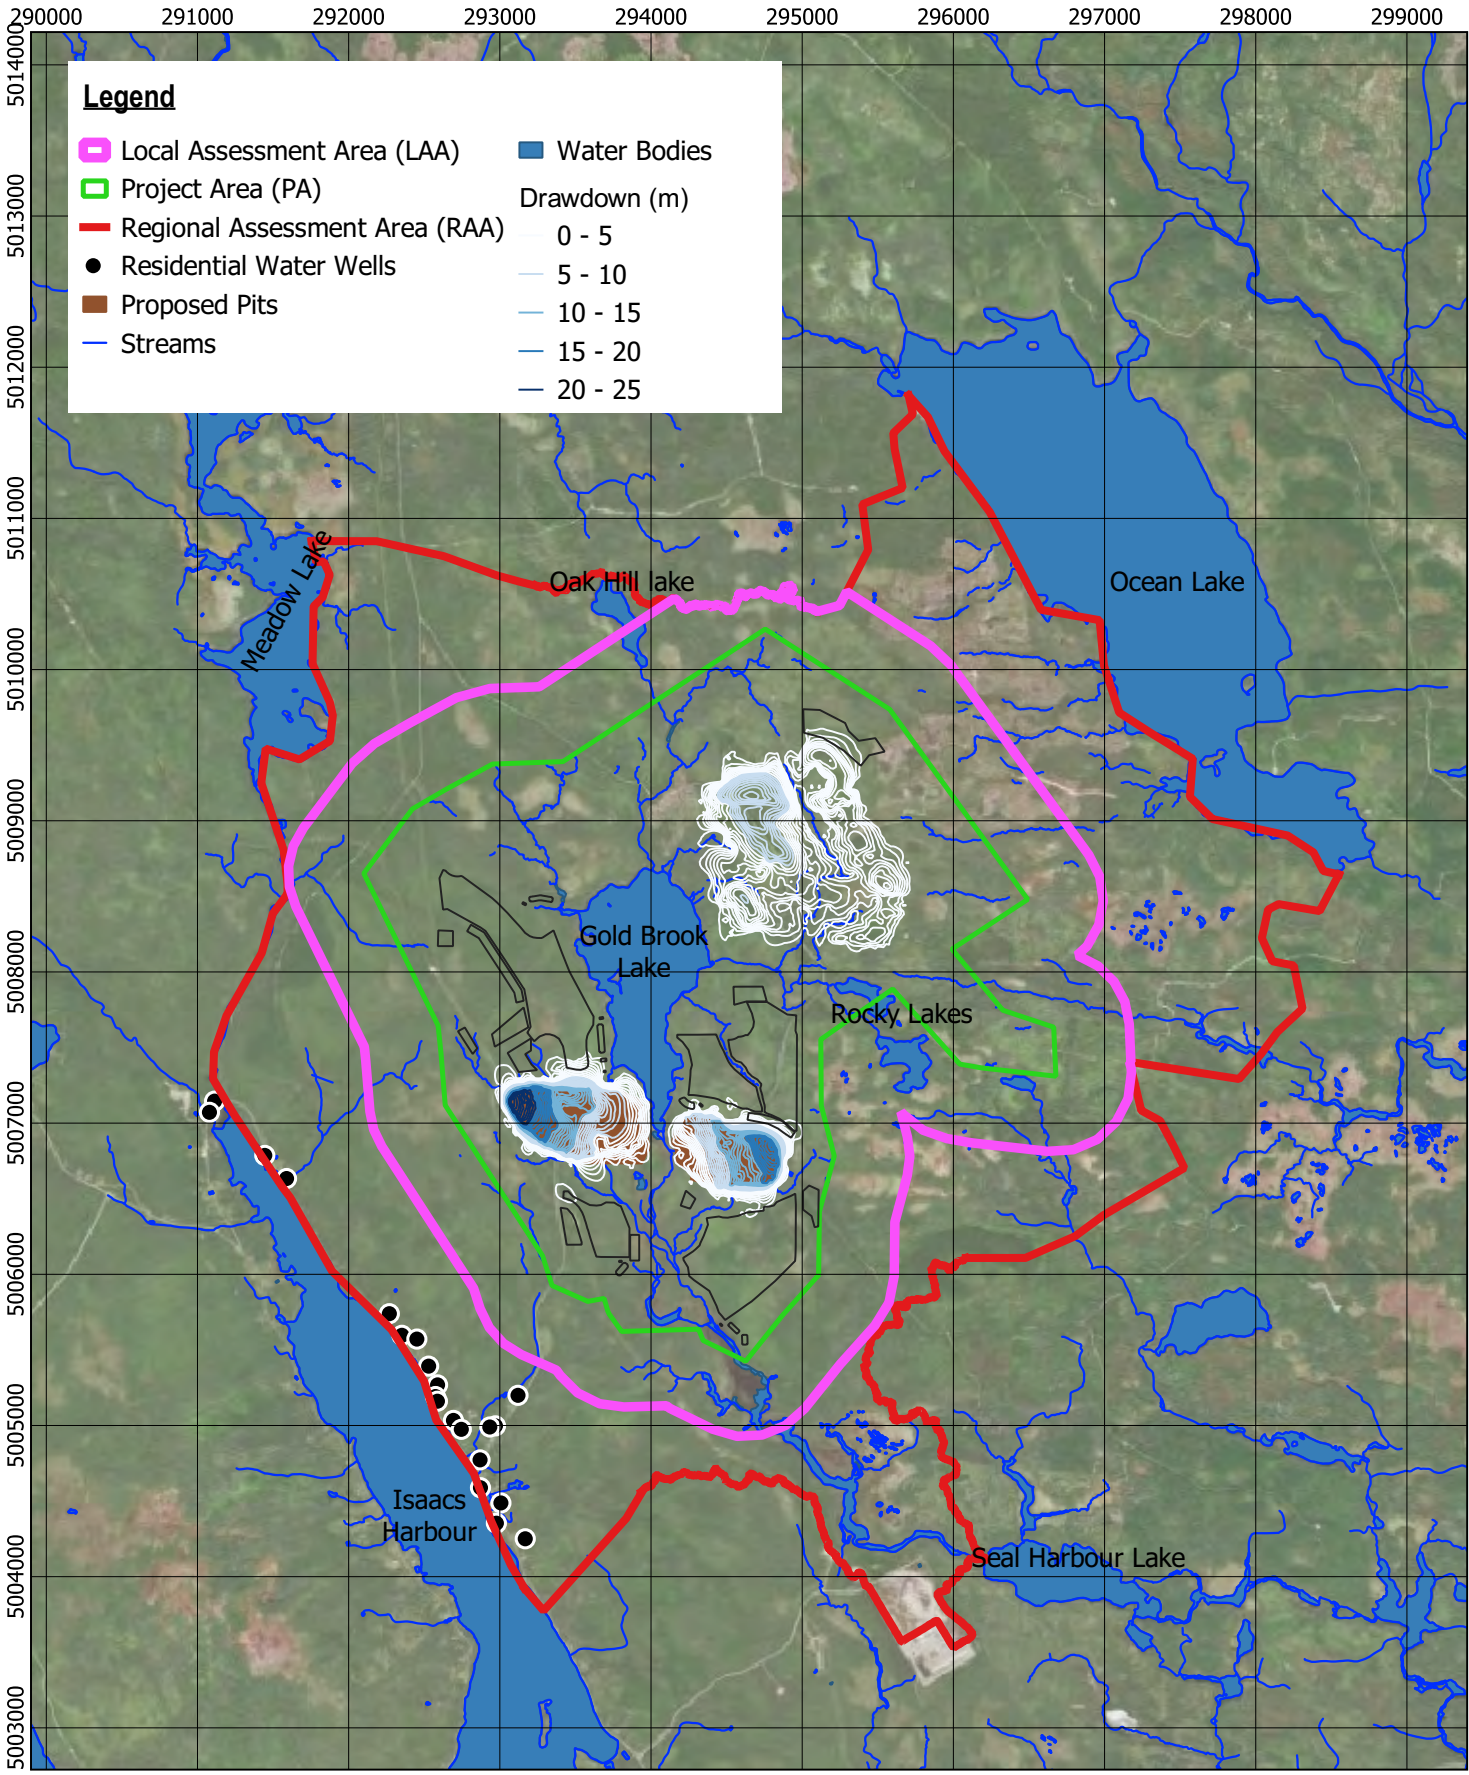 290000 291000 292000 293000 294000 295000 296000 297000 298000 299000
5014000
5013000
5012000
5011000
5010000
5009000
5008000
5007000
5006000
5005000
5004000
5003000
Legend
Local Assessment Area (LAA)
Project Area (PA)
Regional Assessment Area (RAA)
Residential Water Wells
Proposed Pits
Streams
Water Bodies
Drawdown (m)
0 - 5
5 - 10
10 - 15
15 - 20
20 - 25
Meadow Lake
Oak Hill lake
Ocean Lake
Gold Brook
Lake
Rocky Lakes
Isaacs
Harbour
Seal Harbour Lake